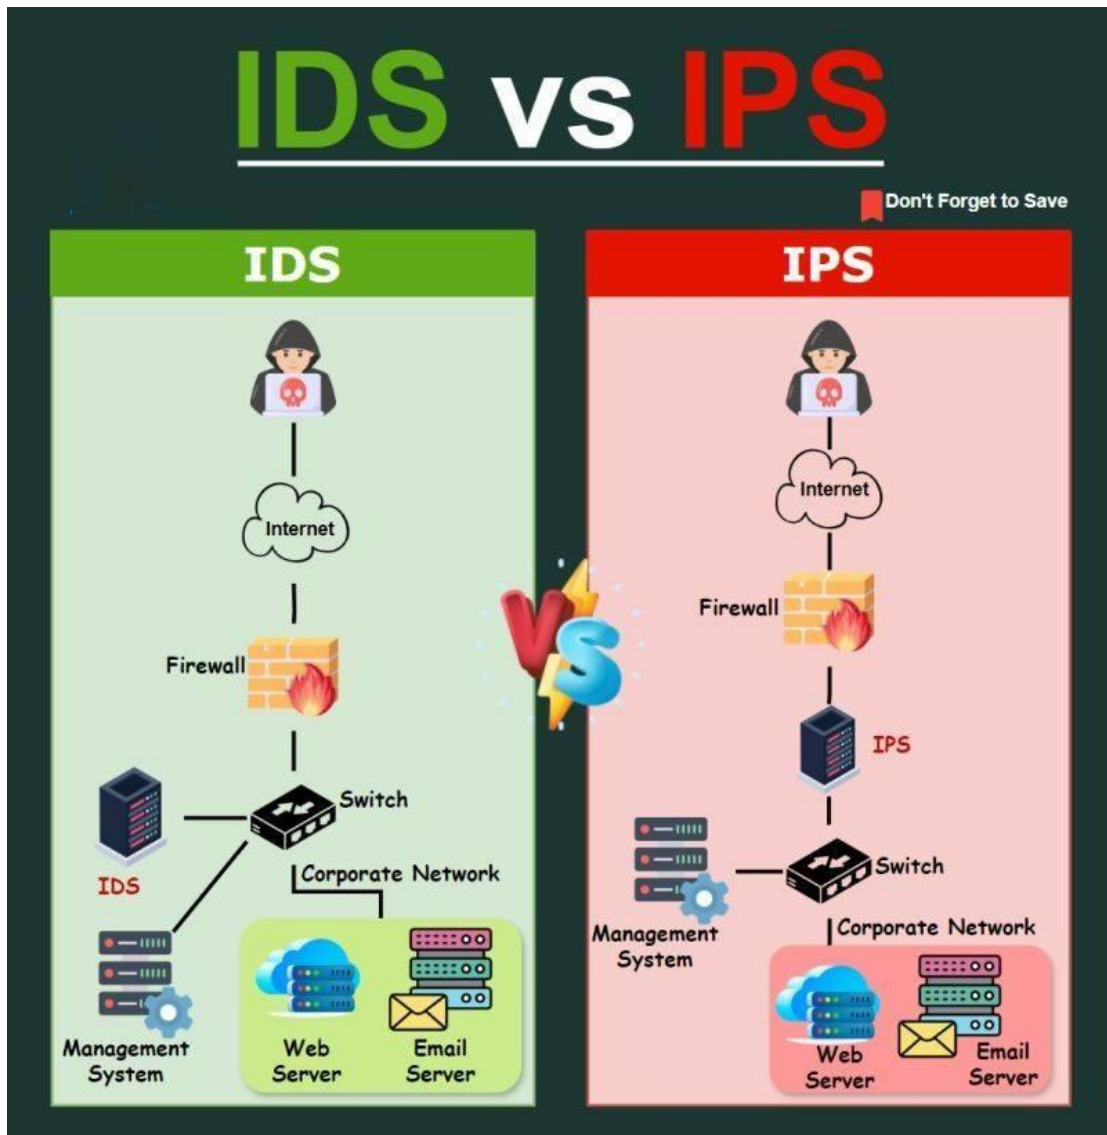 IDS vs IPS
Don't Forget to Save
IDS
Internet
Firewall
Switch
IDS
Corporate Network
Management
System
Web
Server
Email
Server
VS
IPS
Internet
Firewall
IPS
Switch
Management
System
Corporate Network
Web
Server
Email
Server